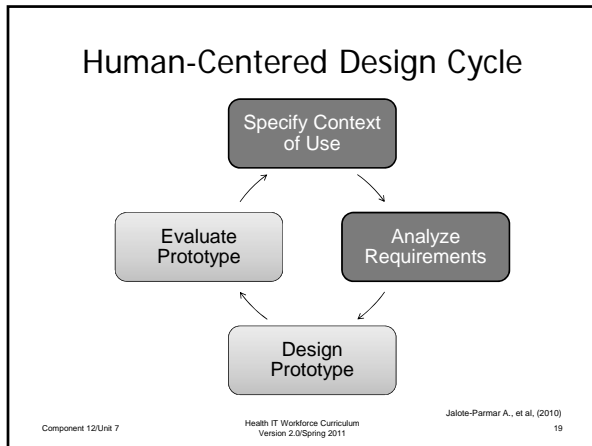 Human-Centered Design Cycle
Specify Context
of Use
Analyze
Requirements
Design
Prototype
Evaluate
Prototype
Jalote-Parmar A., et al, (2010)
Component 12/Unit 7
Health IT Workforce Curriculum
Version 2.0/Spring 2011
19